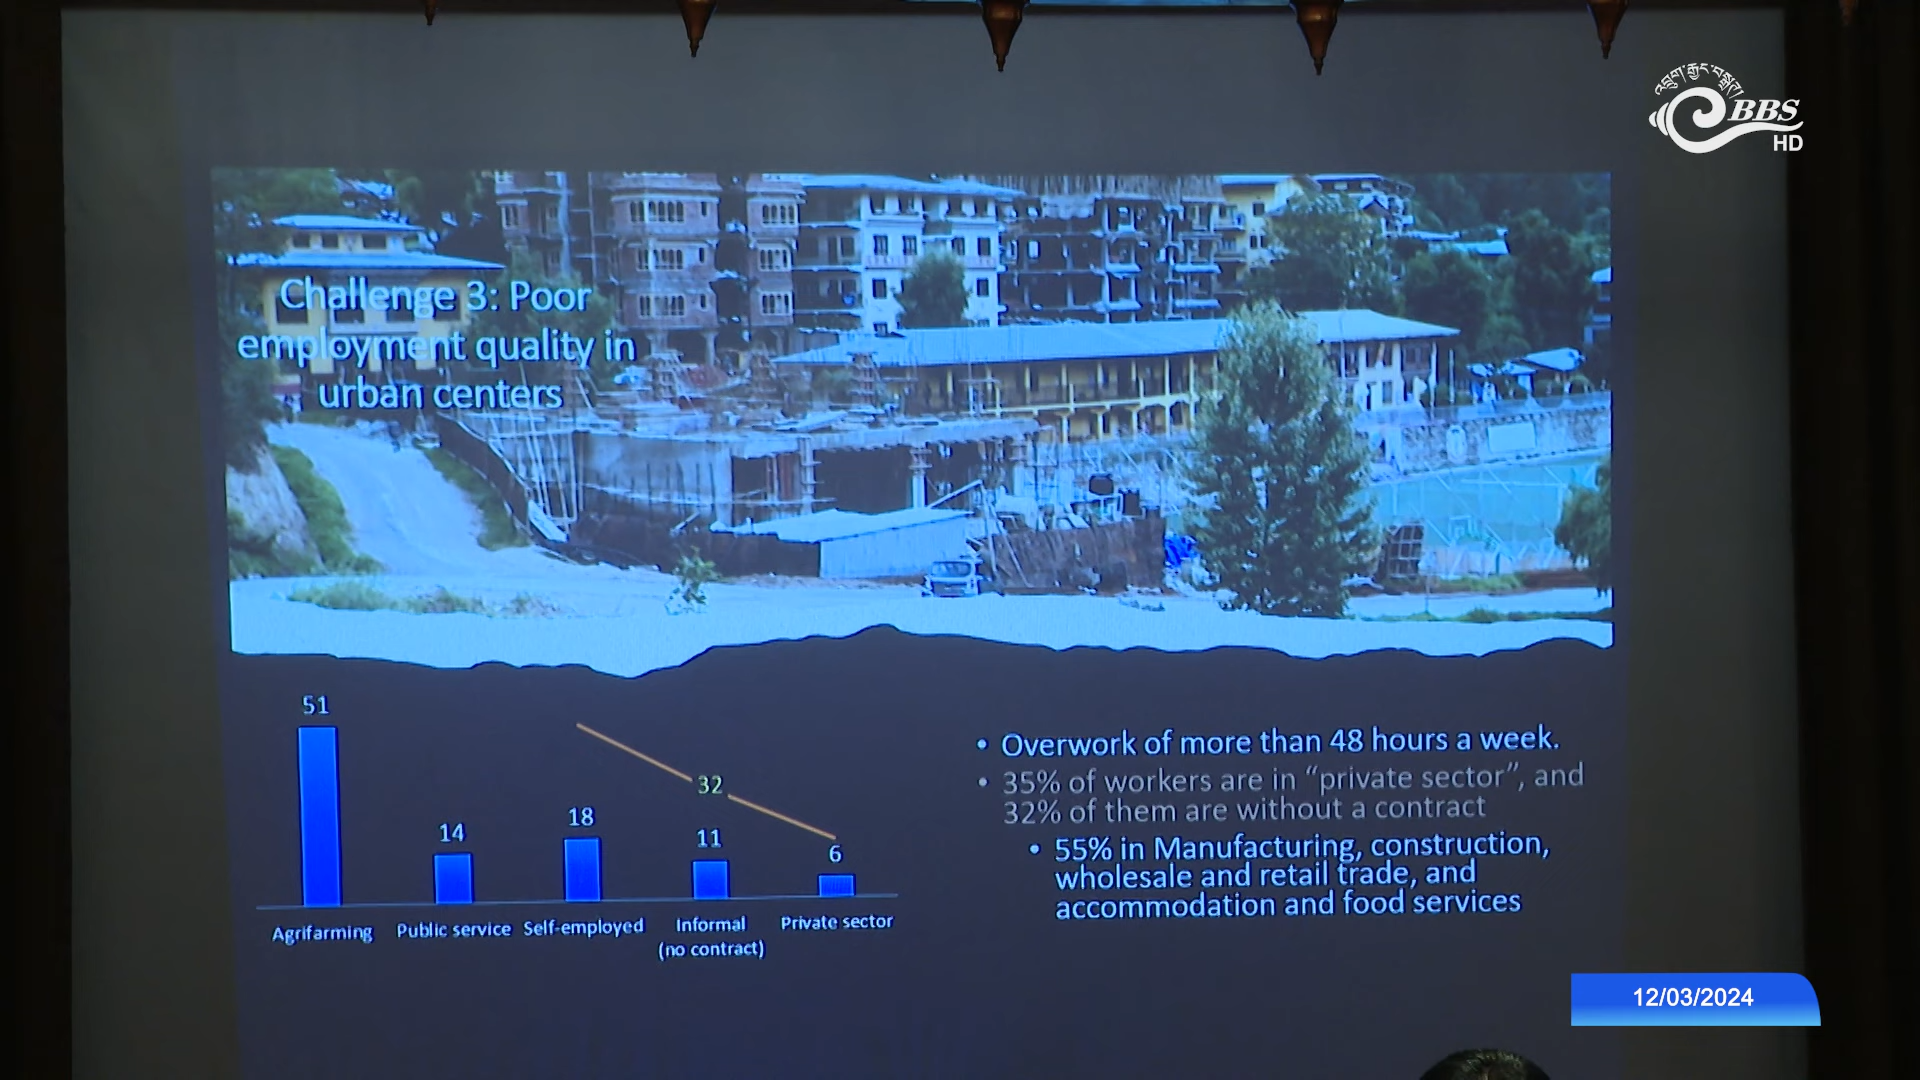 འབྲུག་རྒྱང་བསྒྲགས།
BBS
HD
Challenge 3: Poor
employment quality in
urban centers
51
14
18
32
11
6
Agrifarming
Public service
Self-employed
Informal
(no contract)
Private sector
• Overwork of more than 48 hours a week.
• 35% of workers are in “private sector”, and
32% of them are without a contract
• 55% in Manufacturing, construction,
wholesale and retail trade, and
accommodation and food services
12/03/2024